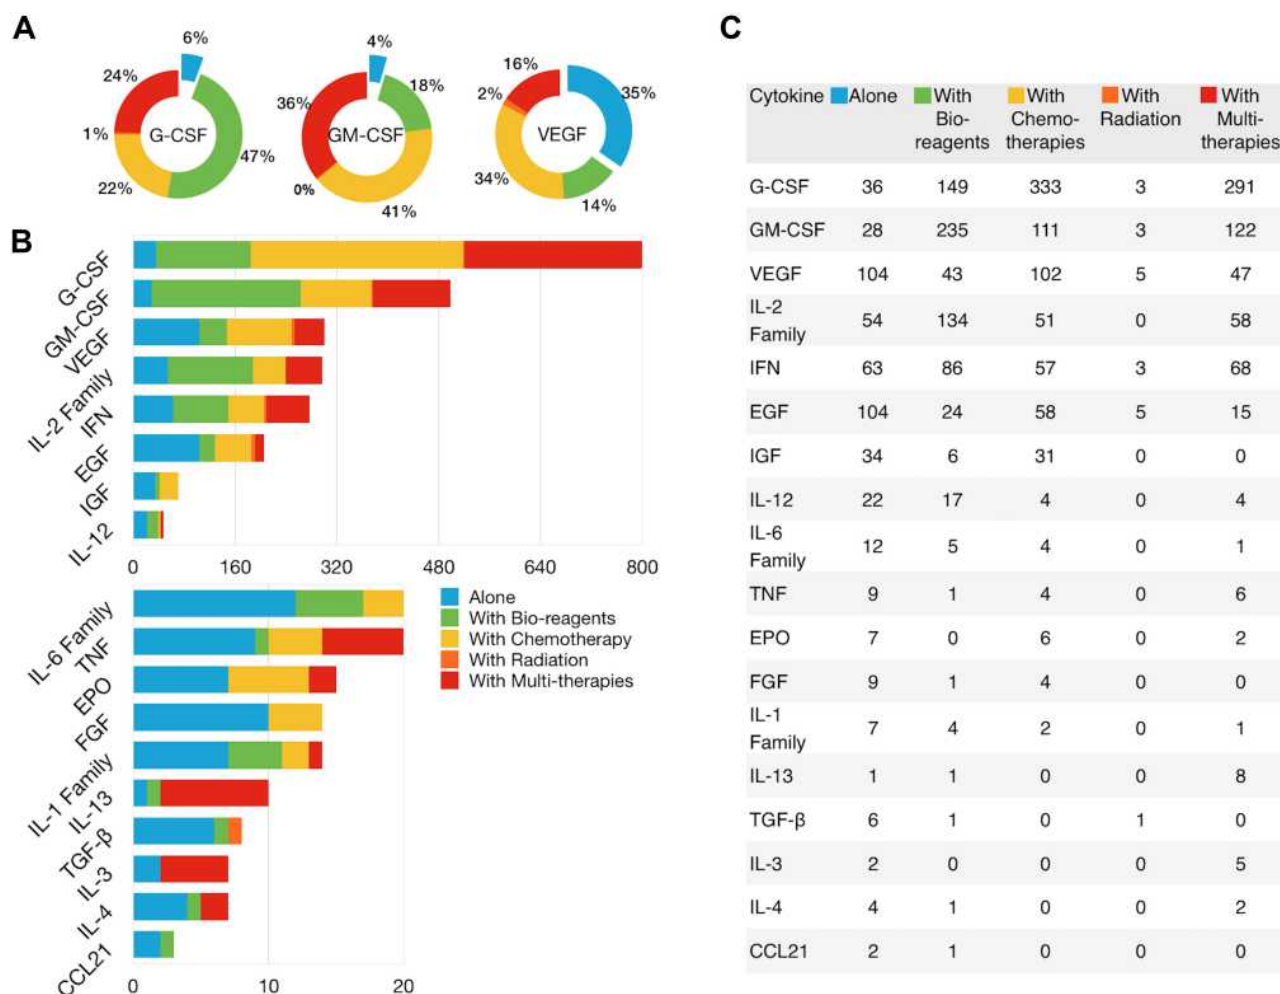 A
6%
24%
1%
22%
47%
G-CSF
4%
18%
36%
0%
41%
GM-CSF
16%
35%
2%
34%
14%
VEGF
B
G-CSF
GM-CSF
VEGF
IL-2 Family
IFN
EGF
IGF
IL-12
0 160 320 480 640 800
IL-6 Family
TNF
EPO
FGF
IL-1 Family
IL-13
TGF-β
IL-3
IL-4
CCL21
0 10 20
Alone
With Bio-reagents
With Chemotherapy
With Radiation
With Multi-therapies
C
Cytokine Alone With With With With
Bio- Chemo- Radiation Multi-
reagents therapies therapies
G-CSF 36 149 333 3 291
GM-CSF 28 235 111 3 122
VEGF 104 43 102 5 47
IL-2
Family 54 134 51 0 58
IFN 63 86 57 3 68
EGF 104 24 58 5 15
IGF 34 6 31 0 0
IL-12 22 17 4 0 4
IL-6
Family 12 5 4 0 1
TNF 9 1 4 0 6
EPO 7 0 6 0 2
FGF 9 1 4 0 0
IL-1
Family 7 4 2 0 1
IL-13 1 1 0 0 8
TGF-β 6 1 0 1 0
IL-3 2 0 0 0 5
IL-4 4 1 0 0 2
CCL21 2 1 0 0 0